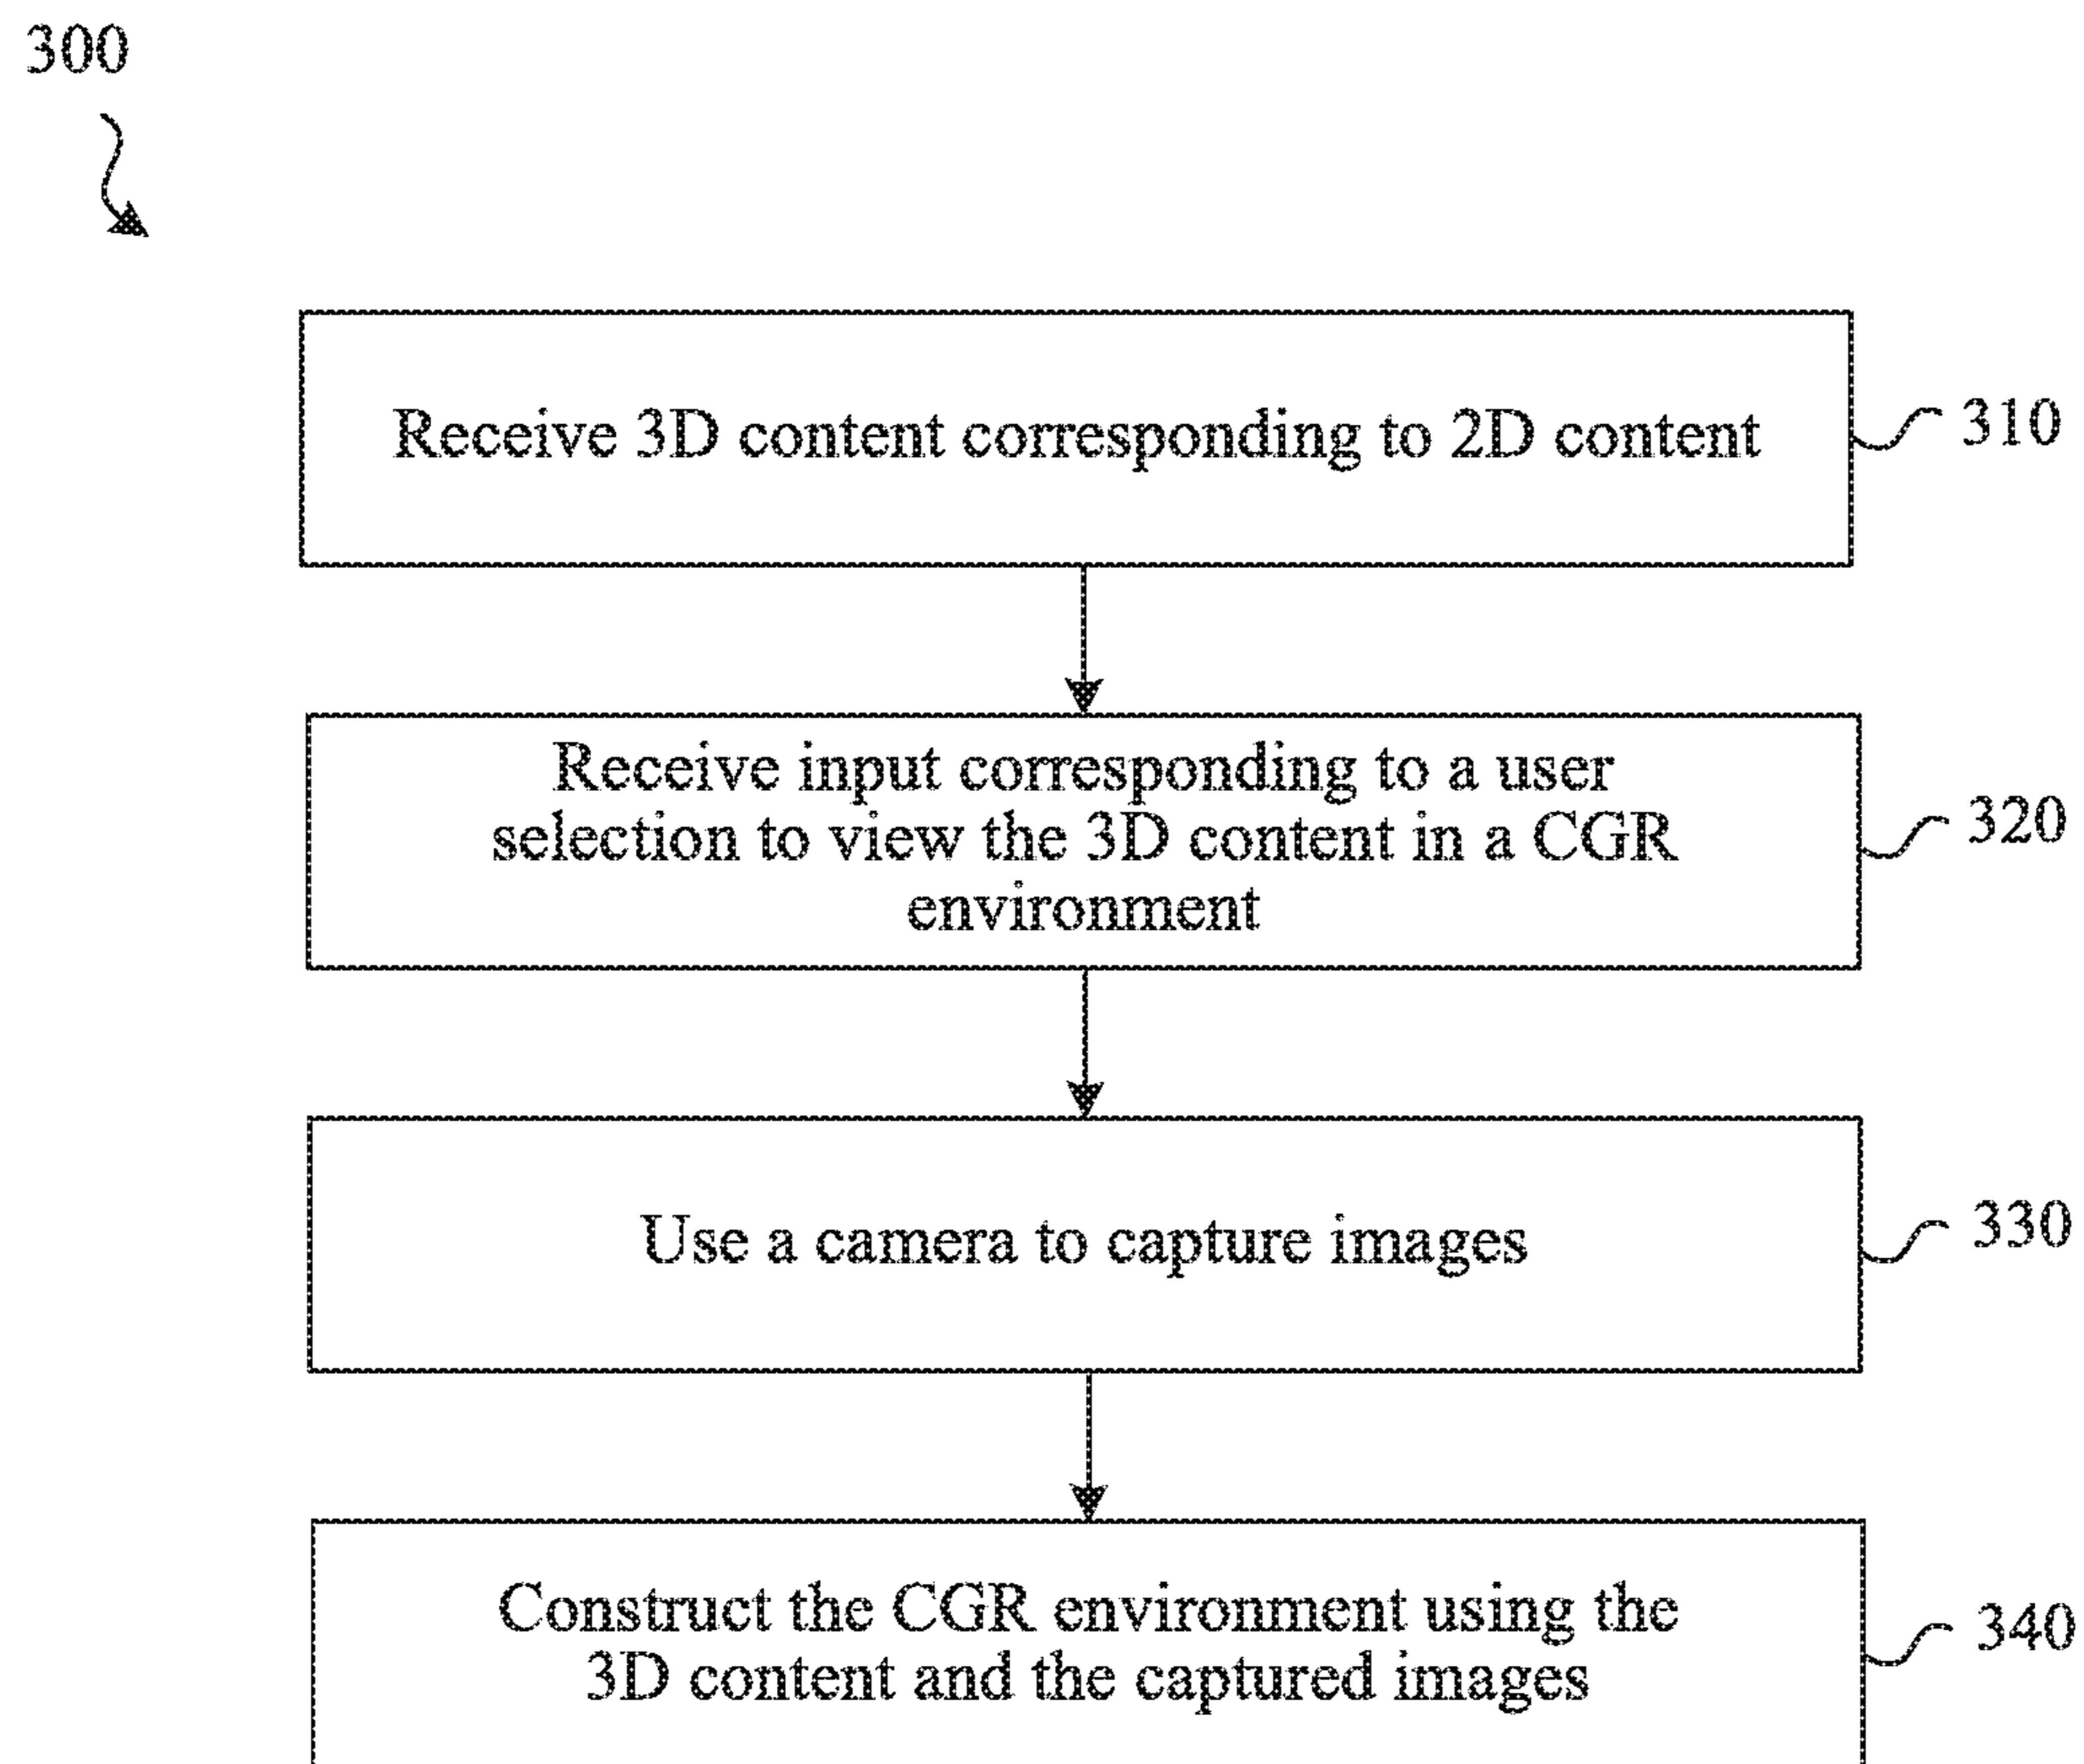 300
Receive 3D content corresponding to 2D content
310
Receive input corresponding to a user
selection to view the 3D content in a CGR
environment
320
Use a camera to capture images
330
Construct the CGR environment using the
3D content and the captured images
340